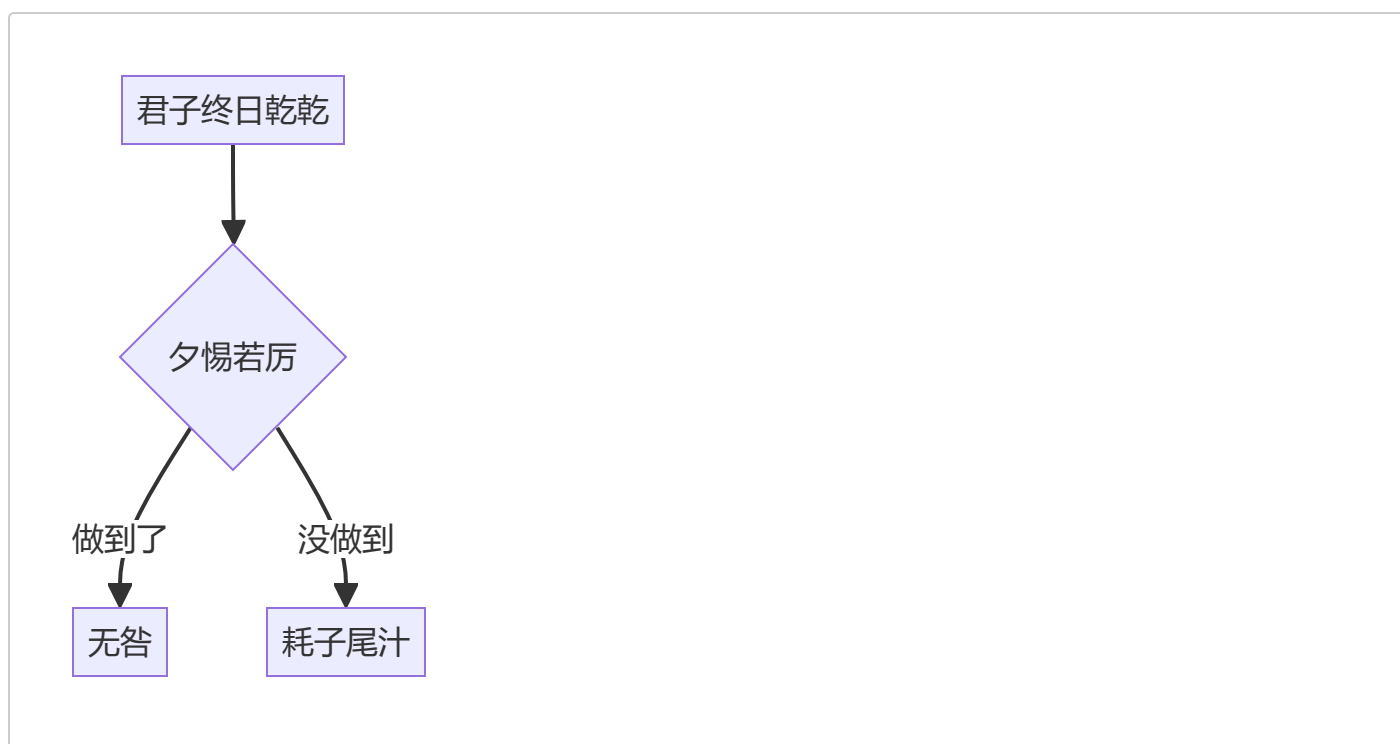 君子终日乾乾
夕惕若厉
做到了
没做到
无咎
耗子尾汁